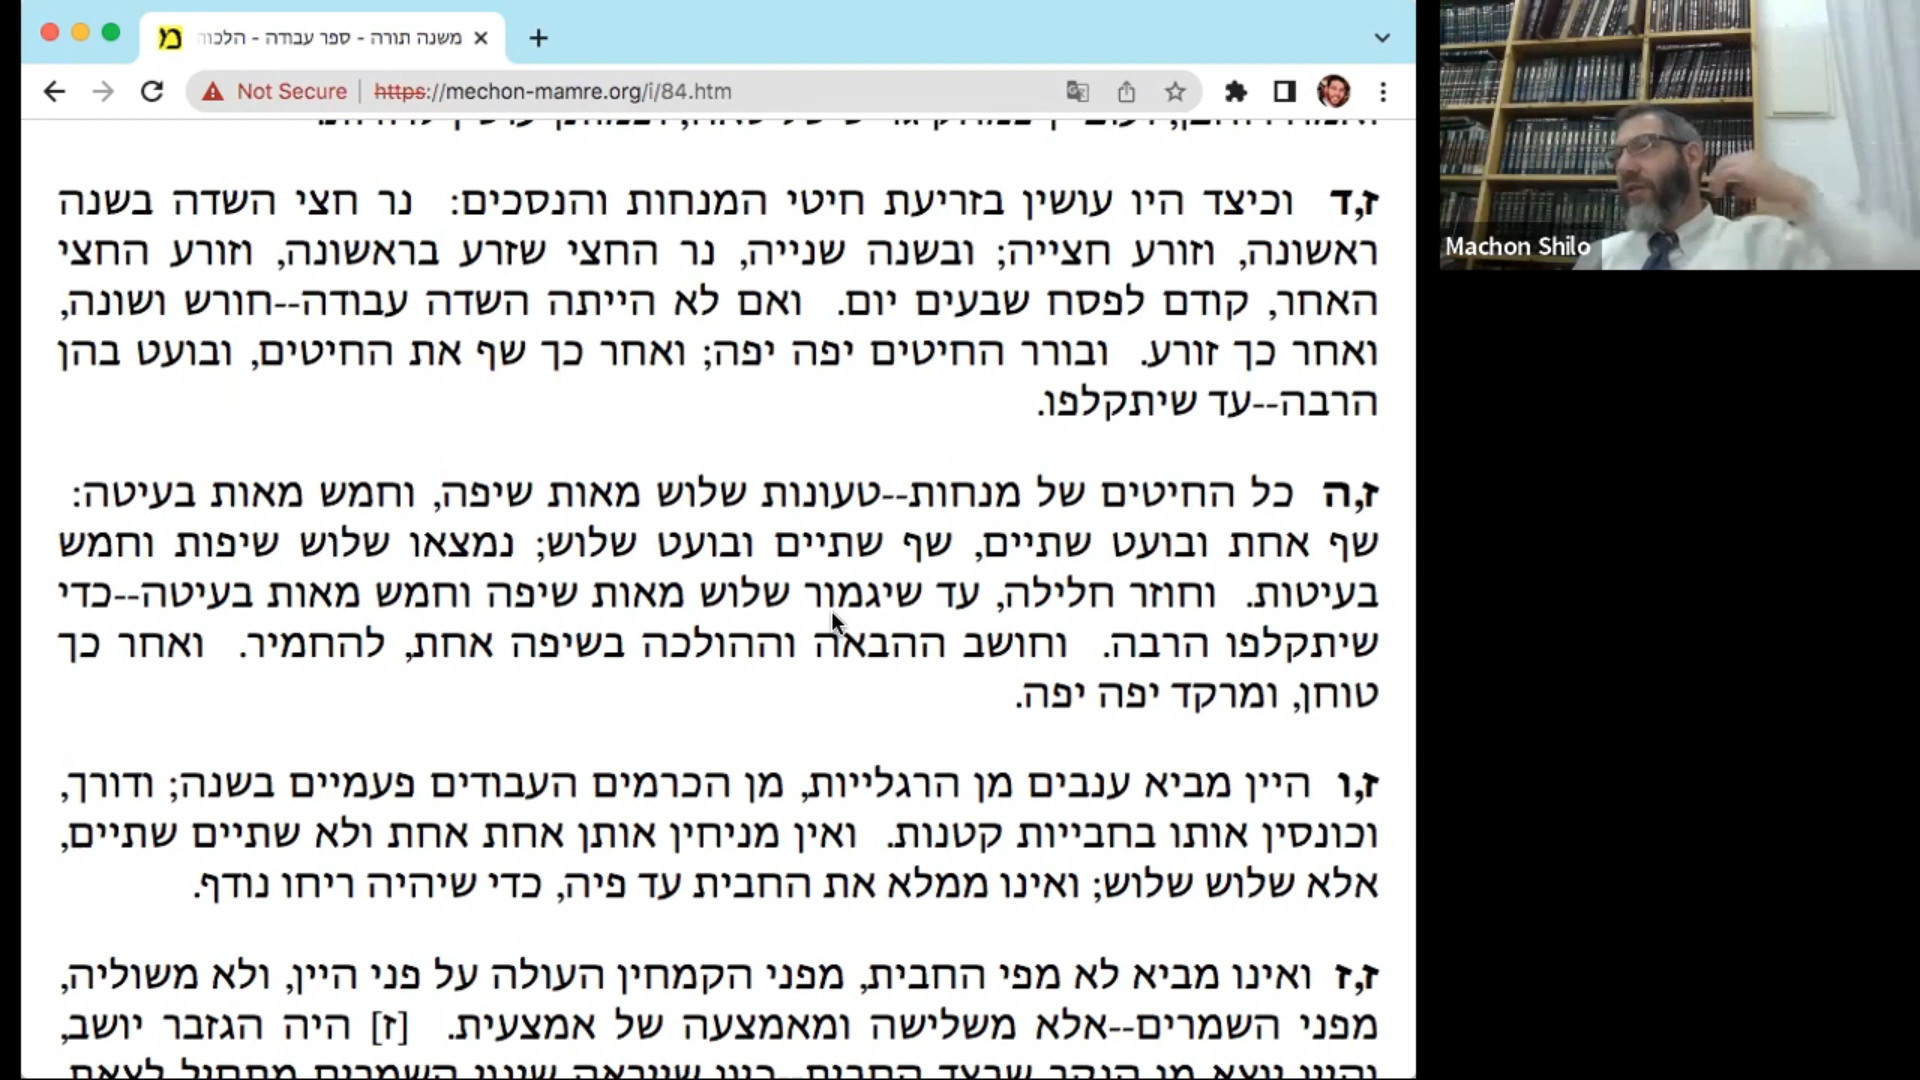 משנה תורה - ספר עבודה - הלכו
Not Secure | https://mechon-mamre.org/i/84.htm
ז,ד וכיצד היו עושין בזריעת חיטי המנחות והנסכים: נר חצי השדה בשנה
ראשונה, וזורע חצייה; ובשנה שנייה, נר החצי שזרע בראשונה, וזורע החצי
האחר, קודם לפסח שבעים יום. ואם לא הייתה השדה עבודה--חורש ושונה,
ואחר כך זורע. ובורר החיטים יפה יפה; ואחר כך שף את החיטים, ובועט בהן
הרבה--עד שיתקלפו.
ז,ה כל החיטים של מנחות--טעונות שלוש מאות שיפה, וחמש מאות בעיטה:
שף אחת ובועט שתיים, שף שתיים ובועט שלוש; נמצאו שלוש שיפות וחמש
בעיטות. וחוזר חלילה, עד שיגמור שלוש מאות שיפה וחמש מאות בעיטה--כדי
שיתקלפו הרבה. וחושב ההבאה וההולכה בשיפה אחת, להחמיר. ואחר כך
טוחן, ומרקד יפה יפה.
ז,ו היין מביא ענבים מן הרגלייות, מן הכרמים העבודים פעמיים בשנה; ודורך,
וכונסין אותו בחבייות קטנות. ואין מניחין אותן אחת אחת ולא שתיים שתיים,
אלא שלוש שלוש; ואינו ממלא את החבית עד פיה, כדי שיהיה ריחו נודף.
ז,ז ואינו מביא לא מפי החבית, מפני הקמחין העולה על פני היין, ולא משוליה,
מפני השמרים--אלא משלישה ומאמצעה של אמצעית. [ז] היה הגזבר יושב,
Machon Shilo